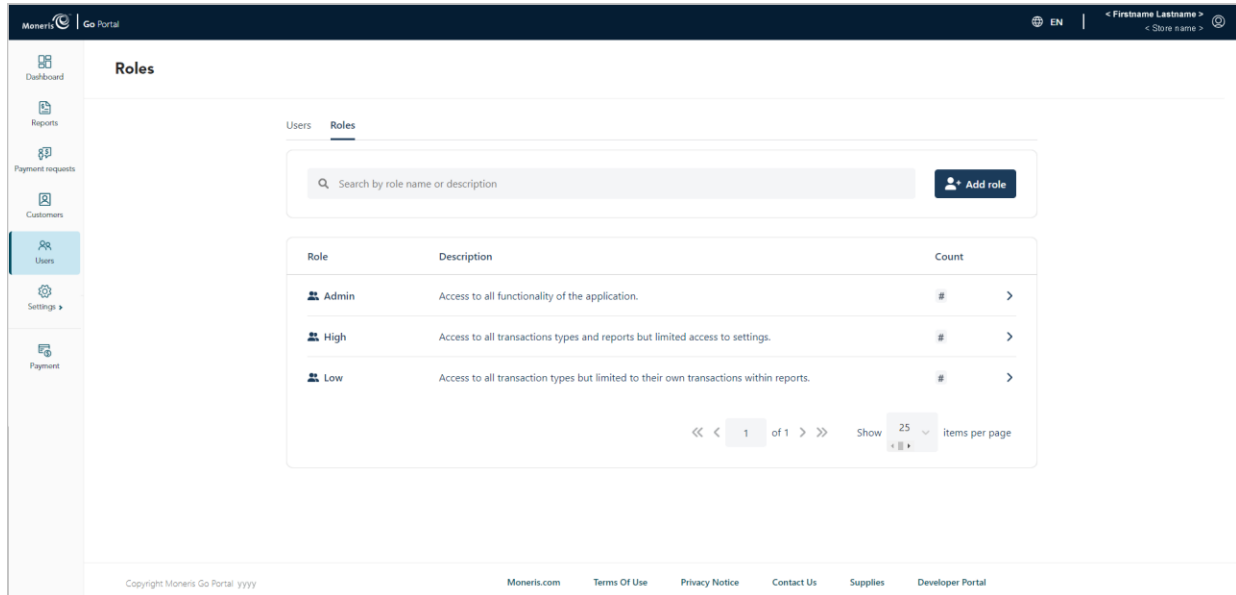 Moneris Go Portal
EN
< Firstname Lastname >
< Store name >
Dashboard
Reports
Payment requests
Customers
Users
Settings
Payment
Roles
Users Roles
Search by role name or description
Add role
Role Description Count
Admin Access to all functionality of the application. #
High Access to all transactions types and reports but limited access to settings. #
Low Access to all transaction types but limited to their own transactions within reports. #
1 of 1 Show 25 items per page
Copyright Moneris Go Portal yyyy
Moneris.com Terms Of Use Privacy Notice Contact Us Supplies Developer Portal